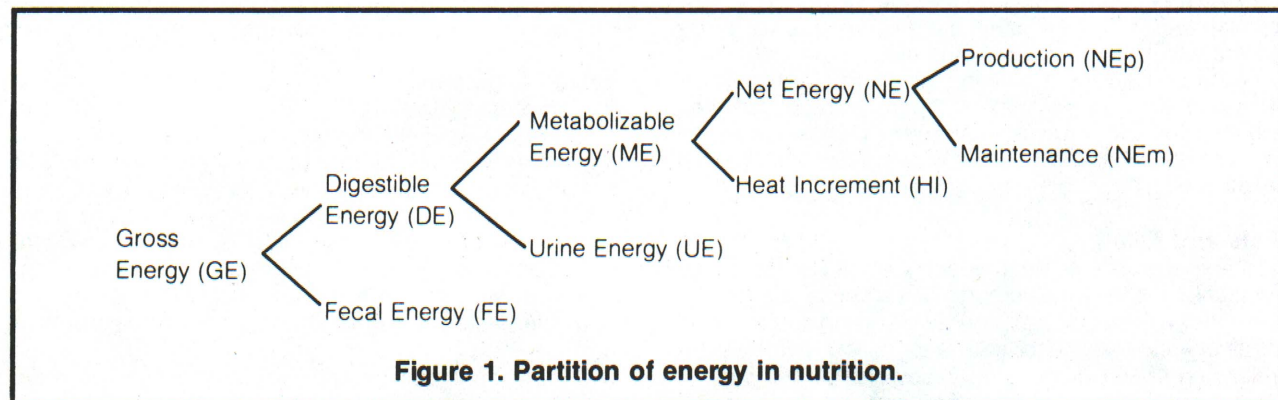 Production (NEp)
Net Energy (NE)
Metabolizable
Energy (ME)
Maintenance (NEm)
Heat Increment (HI)
Digestible
Energy (DE)
Gross
Energy (GE)
Urine Energy (UE)
Fecal Energy (FE)
Figure 1. Partition of energy in nutrition.